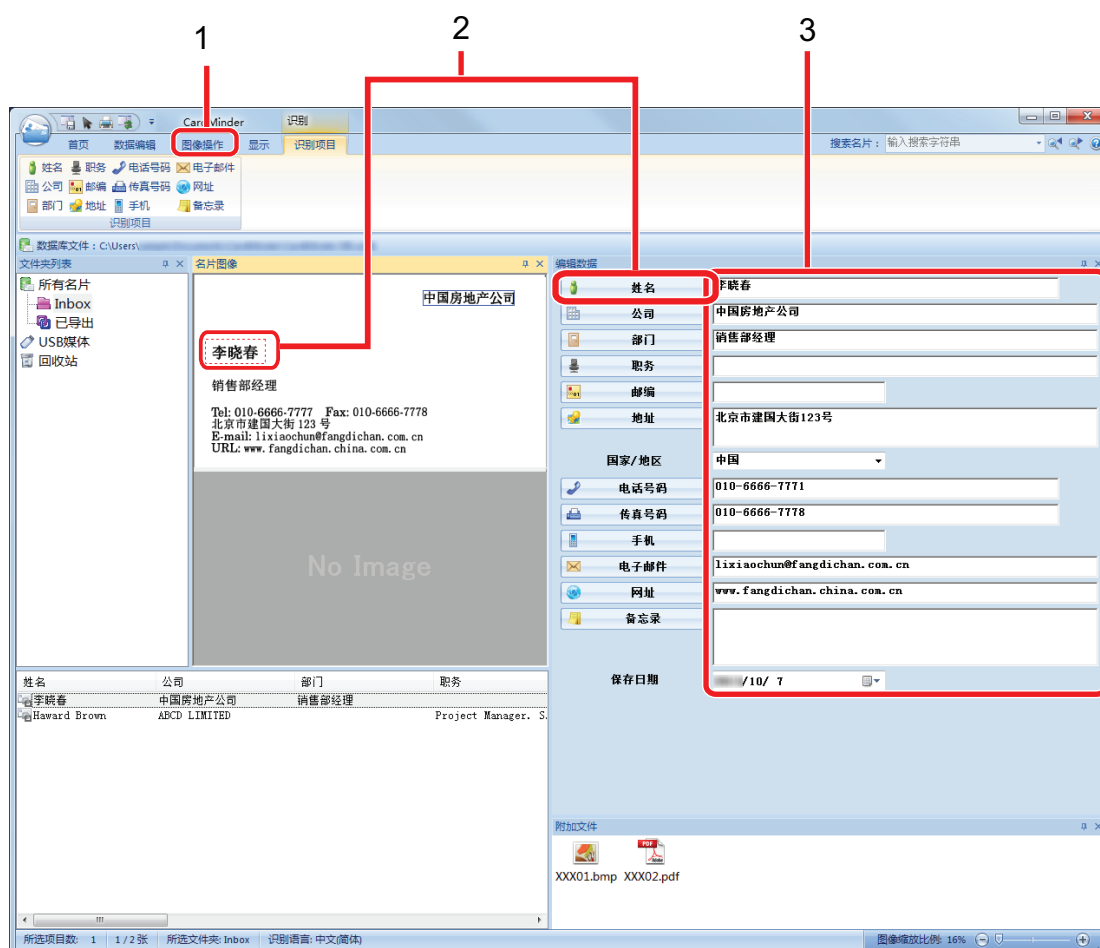 1 2 3
CardMinder 识别
首页 数据编辑 图像操作 显示 识别项目 搜索名片： 输入搜索字符串
姓名 职务 电话号码 电子邮件
公司 邮编 传真号码 网址
部门 地址 手机 备忘录
识别项目
数据库文件：C:\Users\
文件夹列表 名片图像 编辑数据
所有名片
Inbox
已导出
USB媒体
回收站
中国房地产公司
李晓春
销售部经理
Tel: 010-6666-7777 Fax: 010-6666-7778
北京市建国大街 123 号
E-mail: lixiaochun@fangdichan.com.cn
URL: www.fangdichan.china.com.cn
No Image
姓名 李晓春
公司 中国房地产公司
部门 销售部经理
职务
邮编
地址 北京市建国大街123号
国家/地区 中国
电话号码 010-6666-7771
传真号码 010-6666-7778
手机
电子邮件 lixiaochun@fangdichan.com.cn
网址 www.fangdichan.china.com.cn
备忘录
保存日期 /10/ 7
姓名 公司 部门 职务
李晓春 中国房地产公司 销售部经理
Haward Brown ABCD LIMITED Project Manager. S
附加文件
PDF
XXX01.bmp XXX02.pdf
所选项目数: 1 1/2张 所选文件夹: Inbox 识别语言: 中文(简体) 图像缩放比例: 16%